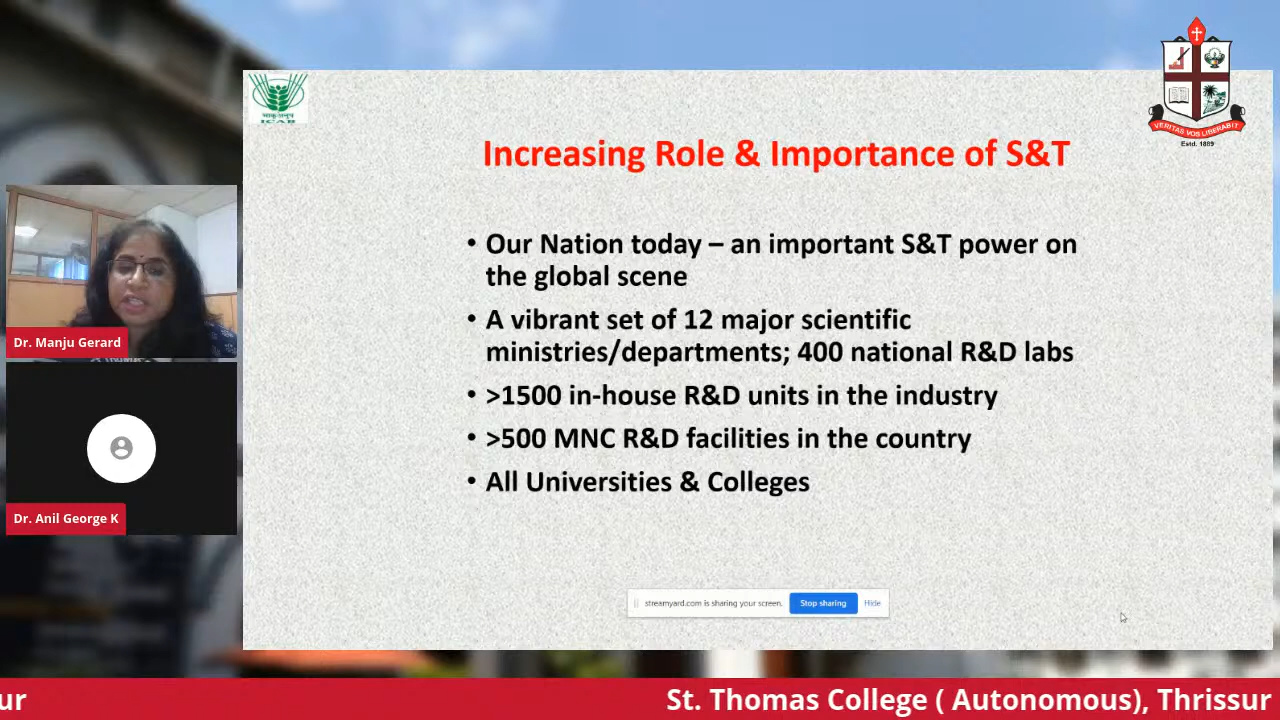 भाकृअनुप
ICAR
VERITAS VOS LIBERABIT
Estd. 1889
Increasing Role & Importance of S&T
• Our Nation today – an important S&T power on
the global scene
• A vibrant set of 12 major scientific
ministries/departments; 400 national R&D labs
• >1500 in-house R&D units in the industry
• >500 MNC R&D facilities in the country
• All Universities & Colleges
Dr. Manju Gerard
Dr. Anil George K
streamyard.com is sharing your screen. Stop sharing Hide
ur St. Thomas College ( Autonomous), Thrissur